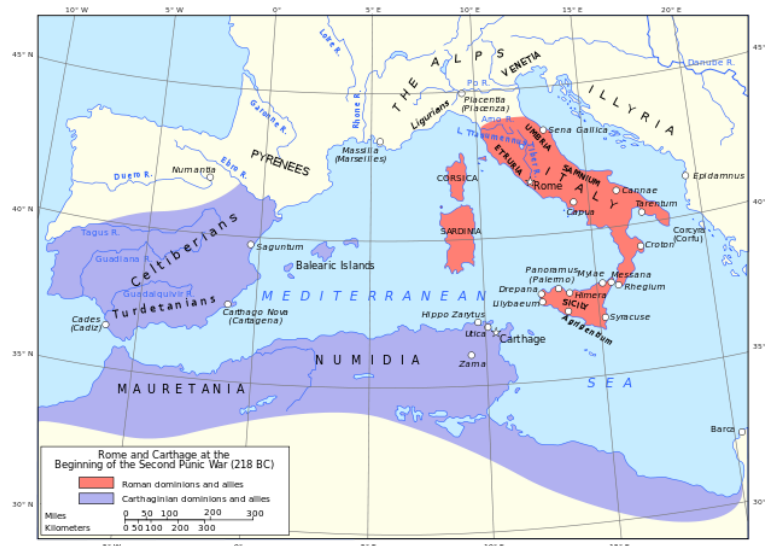 10° W
5° W
0°
5° E
10° E
15° E
20° E
45° N
45°
Loire R.
THE ALPS
VENETIA
Danube R.
Po R.
ILLYRIA
Placentia
(Piacenza)
Rhone R.
Garonne R.
Ligurians
Arno R.
Sena Gallica
UMBRIA
L. Trasumennus
Tiber R.
Massilia
(Marseilles)
PYRENEES
Ebro R.
Numantia
Duero R.
ETRURIA
SAMNIUM
ITALY
CORSICA
Rome
Cannae
Epidamnus
Capua
Tarentum
40° N
40°
Celtiberians
Tagus R.
SARDINIA
Corcyra
(Corfu)
Croton
Saguntum
Guadiana R.
Balearic Islands
Panoramus
(Palermo)
Mylae
Messana
Rhegium
Guadalquivir R.
Turdetanians
MEDITERRANEAN
Drepana
Lilybaeum
Himera
SICILY
Carthago Nova
(Cartagena)
Cades
(Cadiz)
Hippo Zarytus
Syracuse
Agrigentum
Utica
Carthage
35° N
35°
NUMIDIA
Zama
MAURETANIA
SEA
Barca
Rome and Carthage at the
Beginning of the Second Punic War (218 BC)
Roman dominions and allies
Carthaginian dominions and allies
Miles
0 50 100 200 300
Kilometers
0 50 100 200 300
30° N
30°